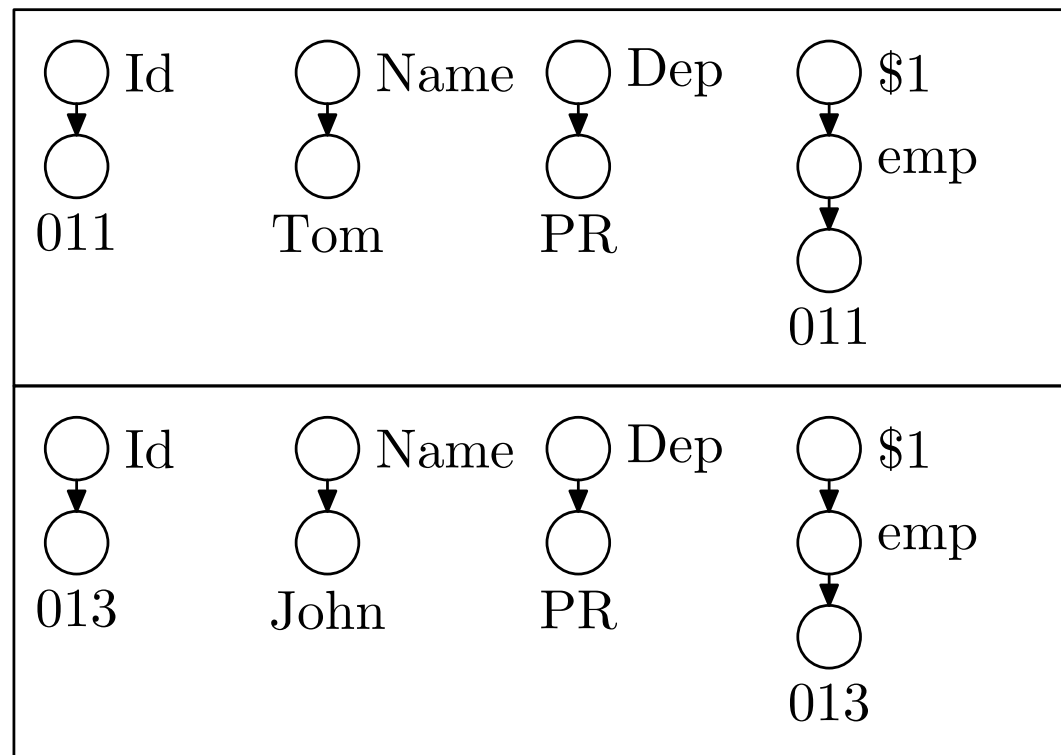 Id Name Dep $1
emp
011 Tom PR
011
Id Name Dep $1
emp
013 John PR
013